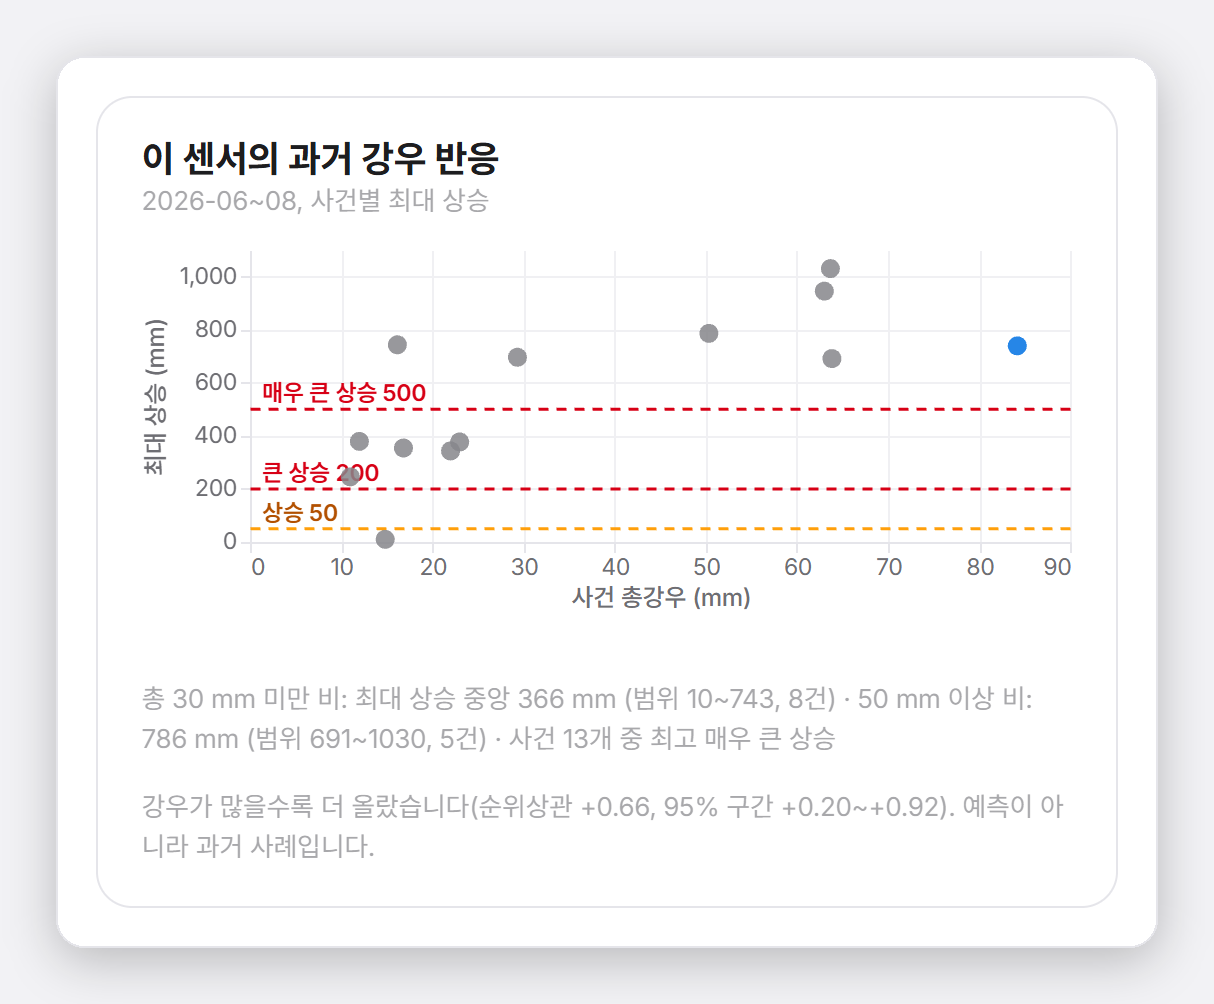 이 센서의 과거 강우 반응
2026-06~08, 사건별 최대 상승
최대 상승 (mm)
1,000
800
600
400
200
0
매우 큰 상승 500
큰 상승 200
상승 50
0 10 20 30 40 50 60 70 80 90
사건 총강우 (mm)
총 30 mm 미만 비: 최대 상승 중앙 366 mm (범위 10~743, 8건) · 50 mm 이상 비:
786 mm (범위 691~1030, 5건) · 사건 13개 중 최고 매우 큰 상승
강우가 많을수록 더 올랐습니다(순위상관 +0.66, 95% 구간 +0.20~+0.92). 예측이 아
니라 과거 사례입니다.